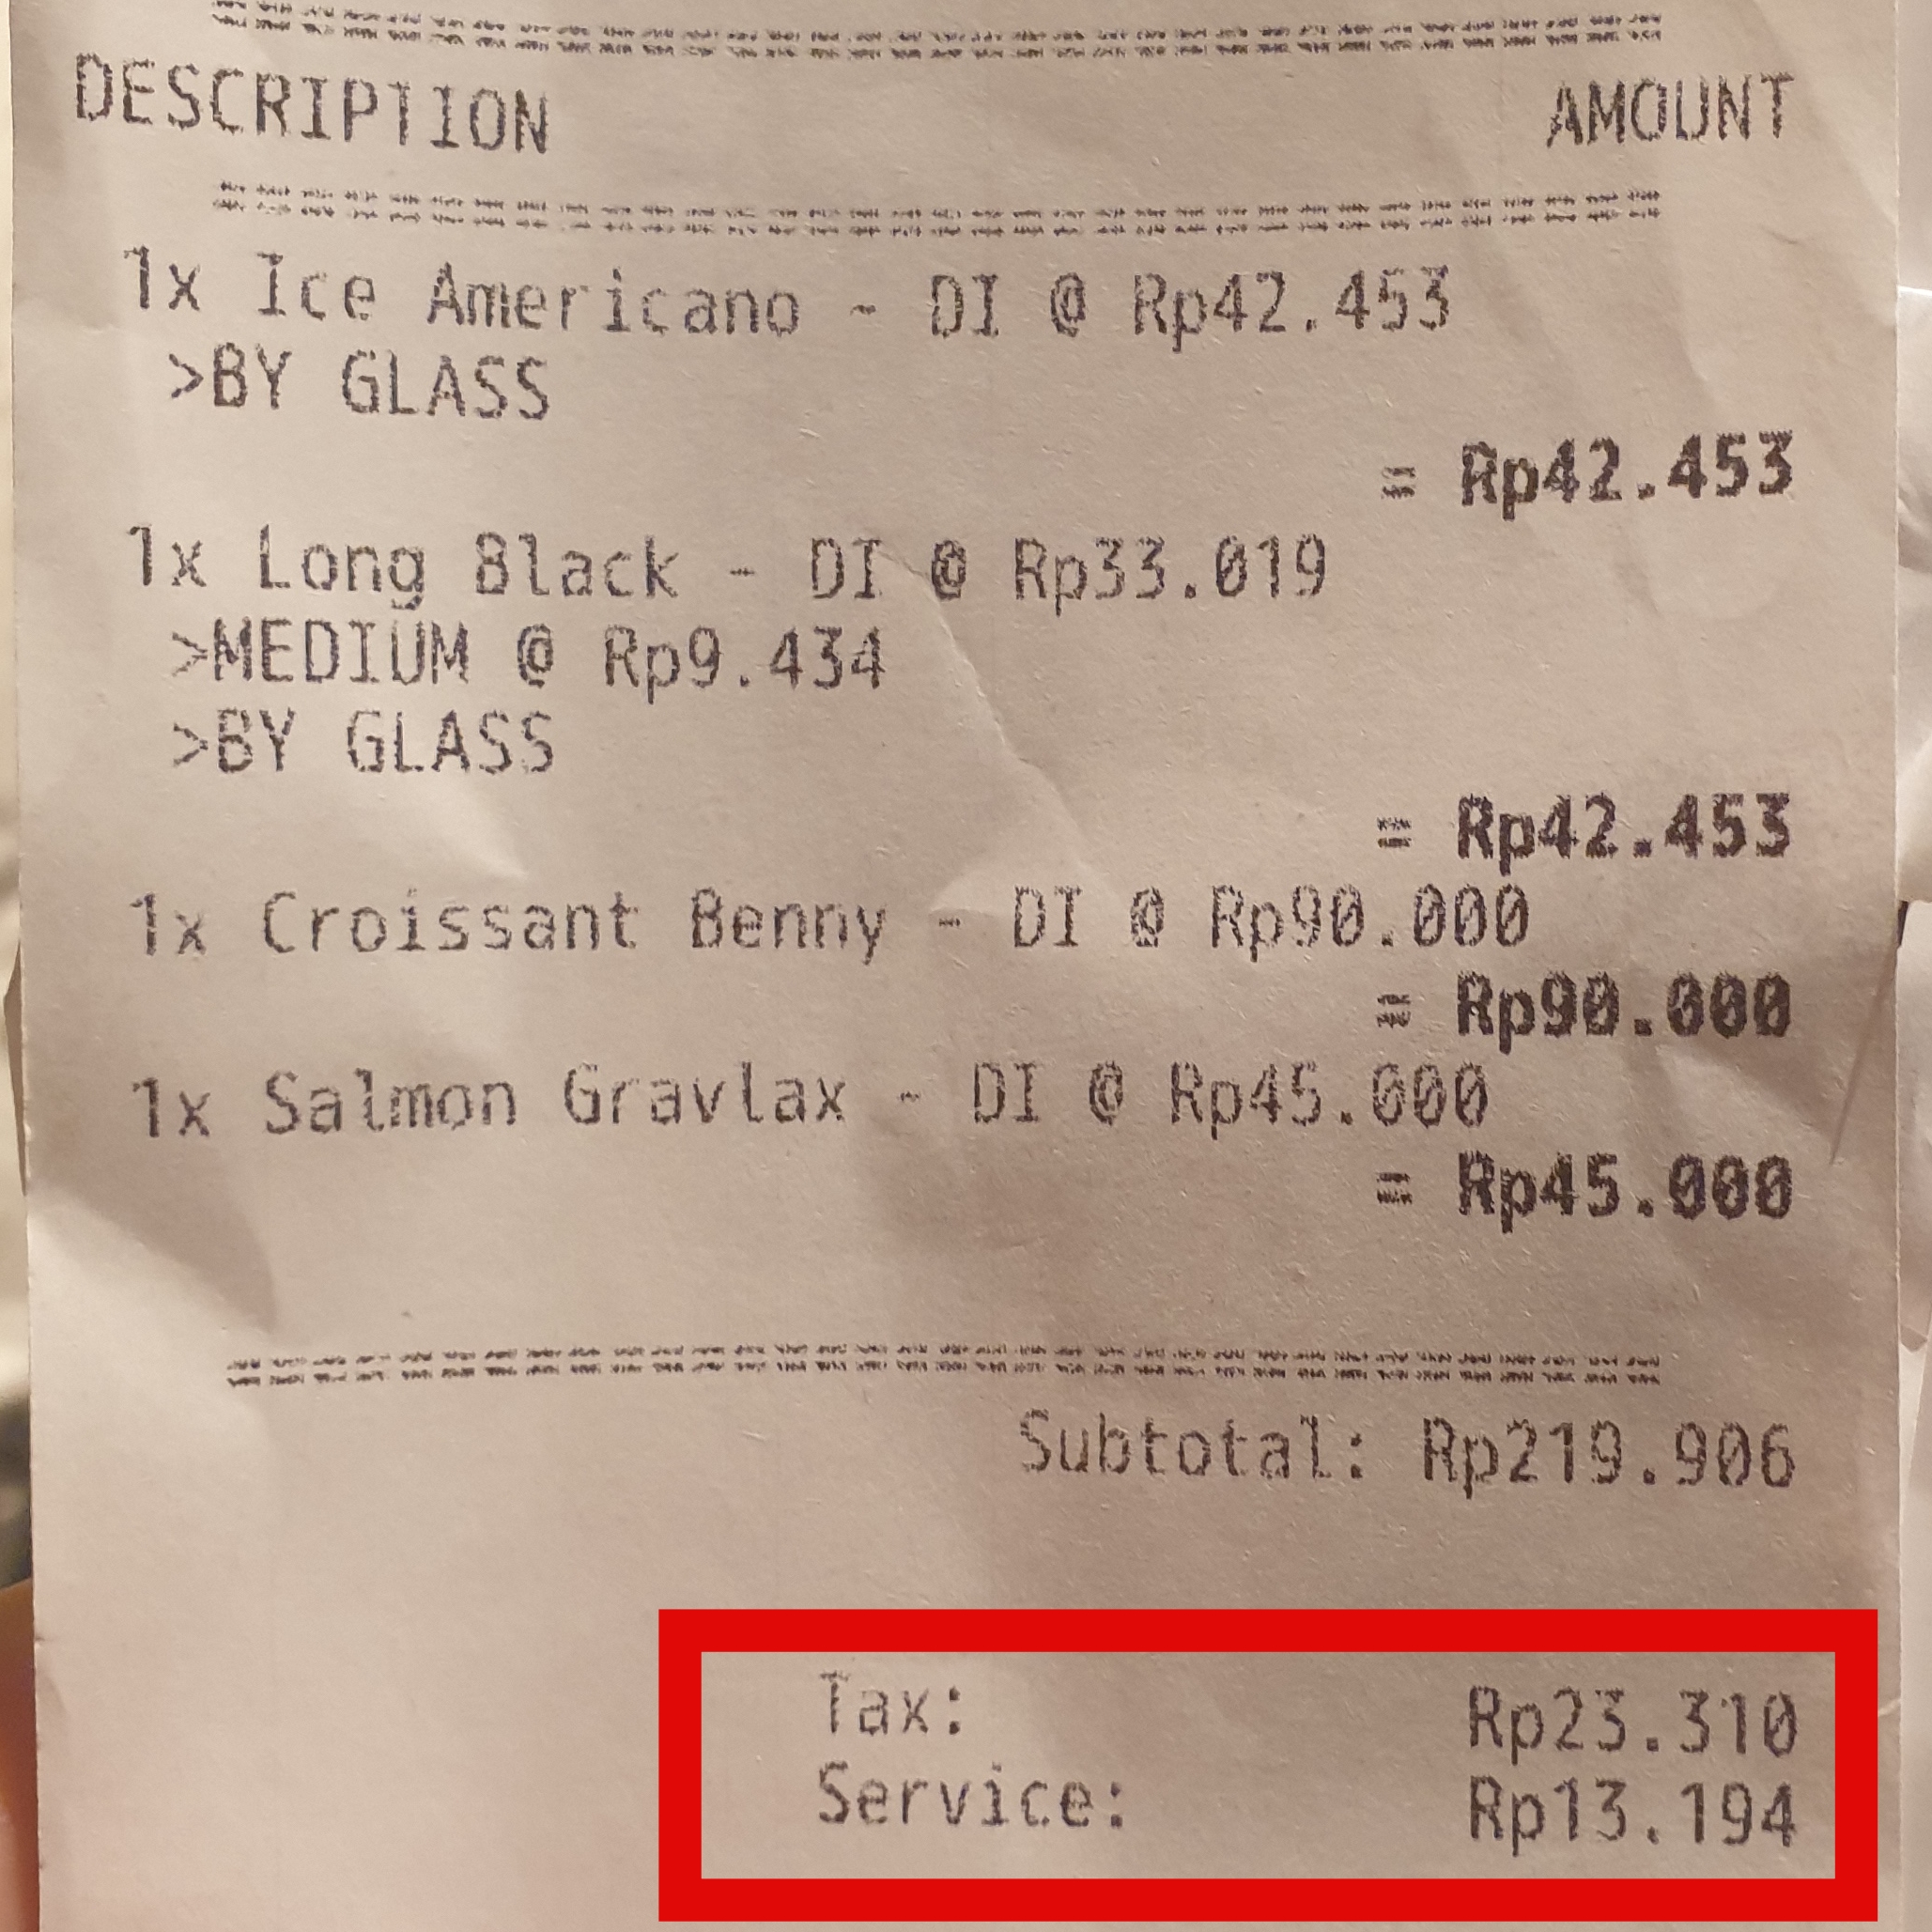 DESCRIPTION AMOUNT
1x Ice Americano - DI @ Rp42.453
>BY GLASS
= Rp42.453
1x Long Black - DI @ Rp33.019
>MEDIUM @ Rp9.434
>BY GLASS
= Rp42.453
1x Croissant Benny - DI @ Rp90.000
= Rp90.000
1x Salmon Gravlax - DI @ Rp45.000
= Rp45.000
Subtotal: Rp219.906
Tax: Rp23.310
Service: Rp13.194